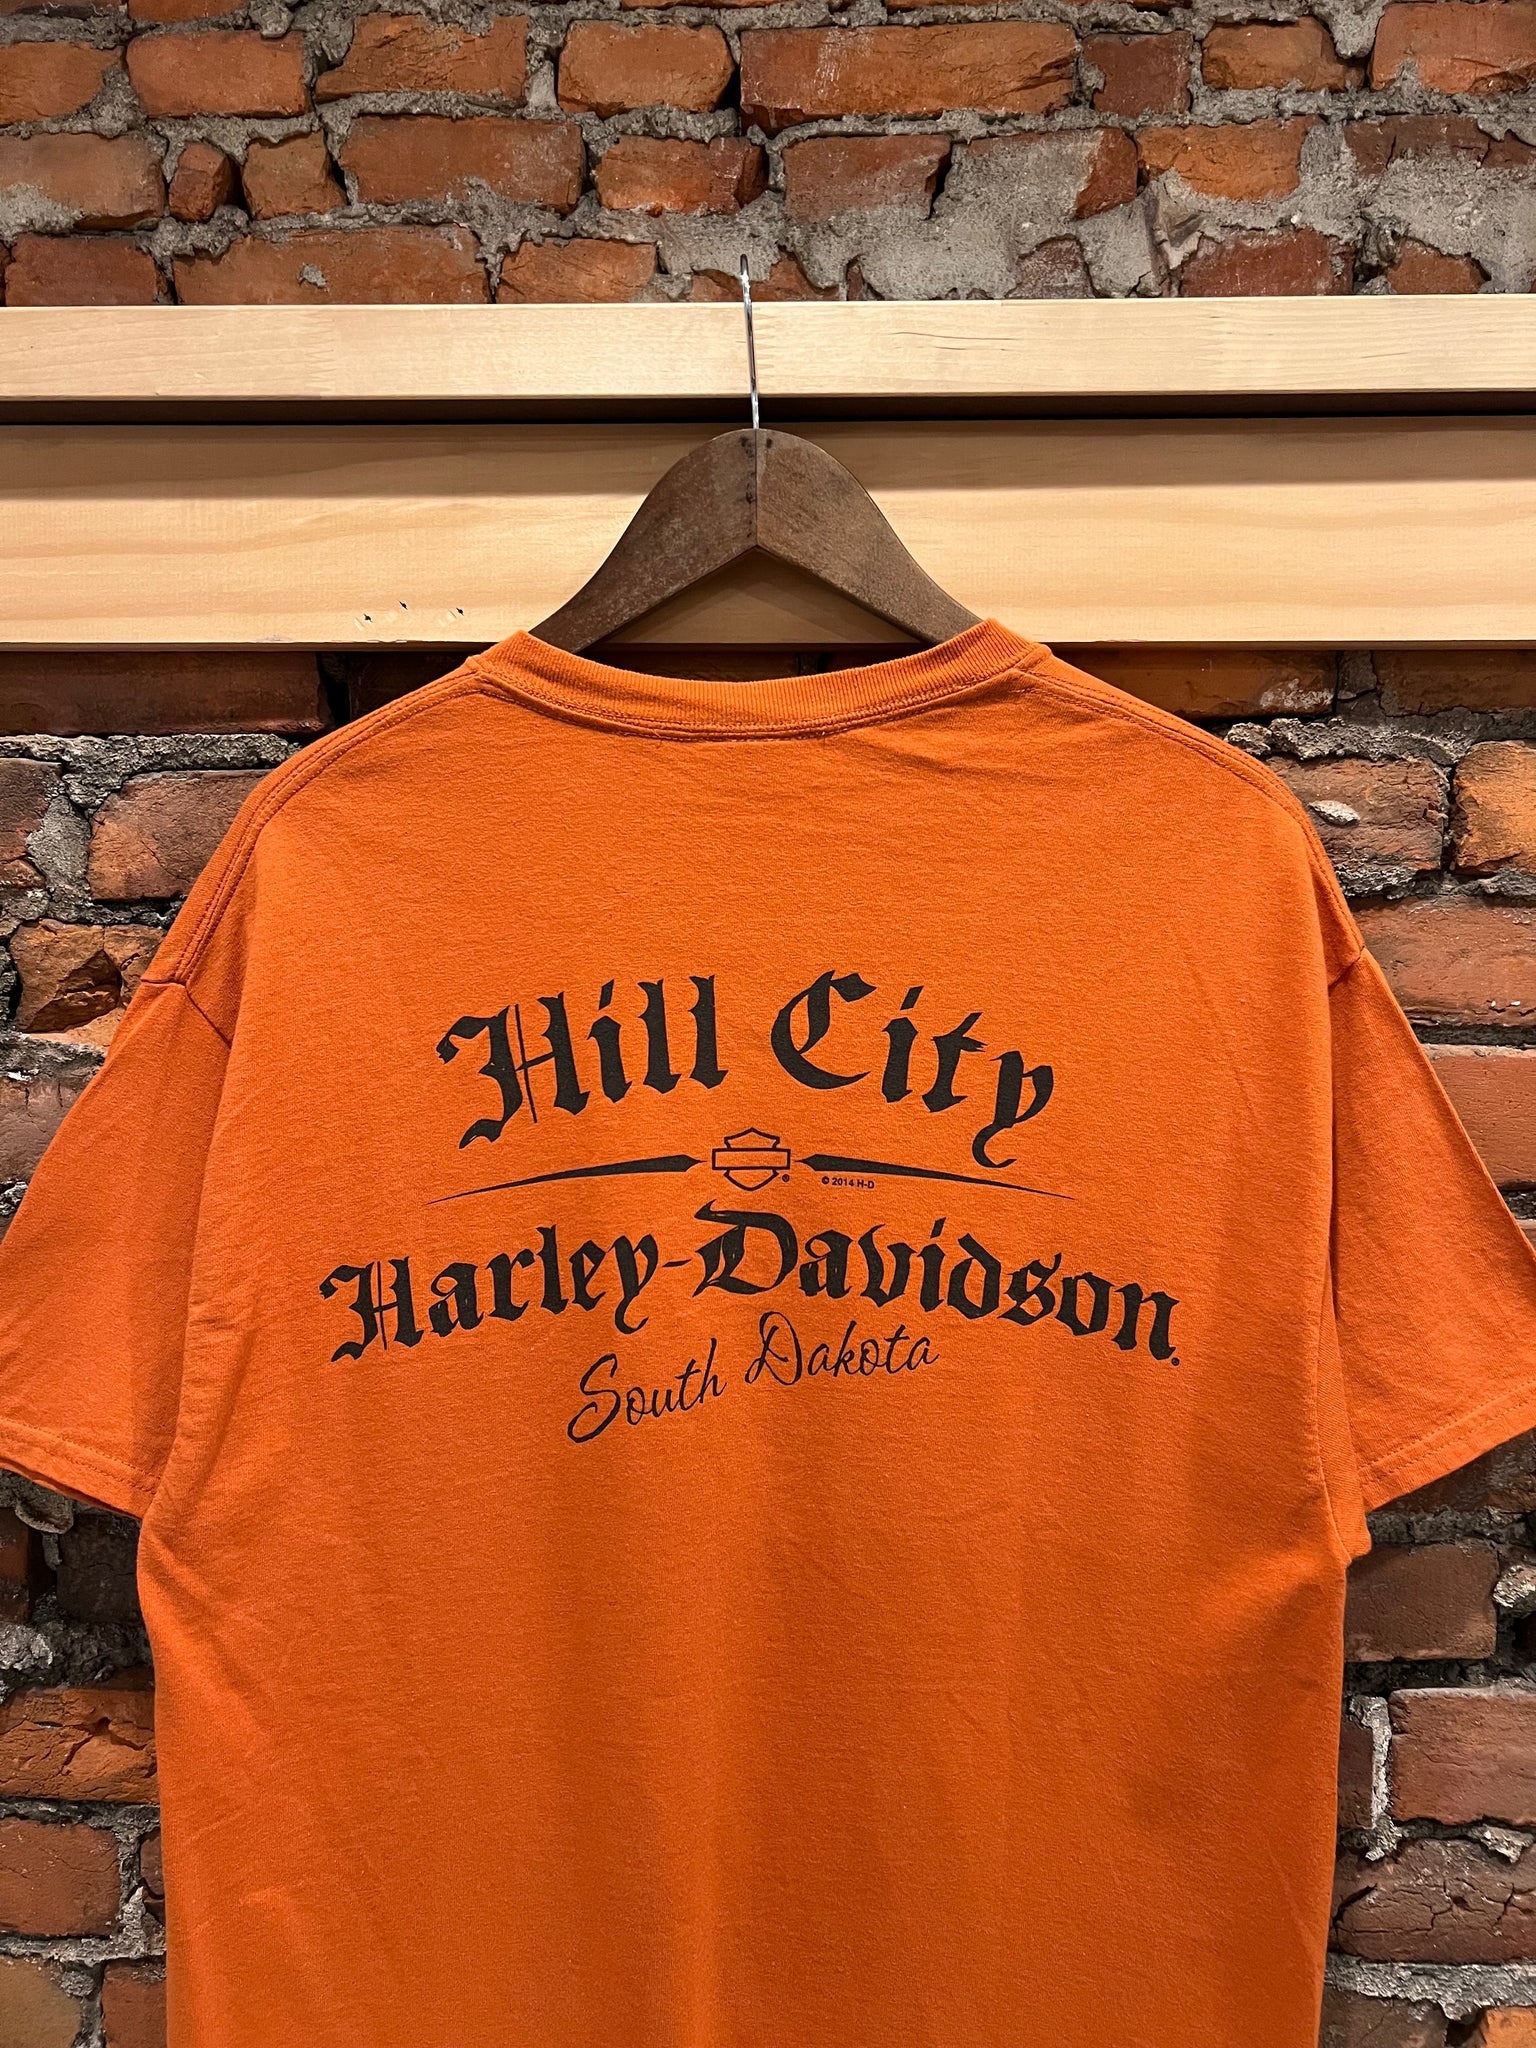 Hill City
® © 2014 H-D
Harley-Davidson.
South Dakota